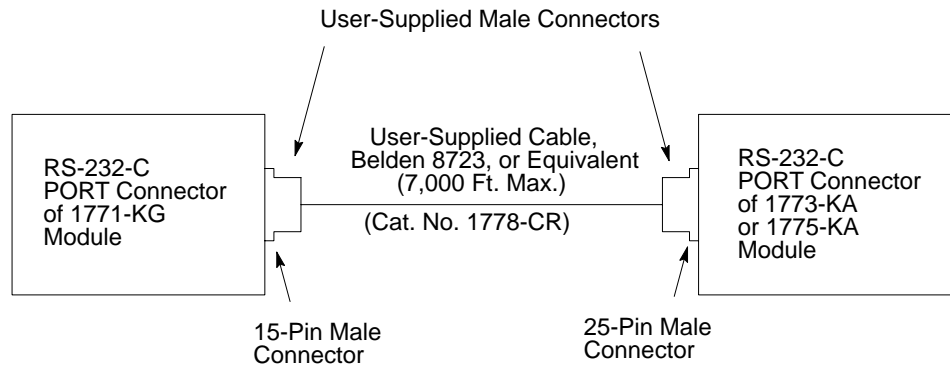 User-Supplied Male Connectors
RS-232-C
PORT Connector
of 1771-KG
Module
User-Supplied Cable,
Belden 8723, or Equivalent
(7,000 Ft. Max.)
(Cat. No. 1778-CR)
RS-232-C
PORT Connector
of 1773-KA
or 1775-KA
Module
15-Pin Male
Connector
25-Pin Male
Connector